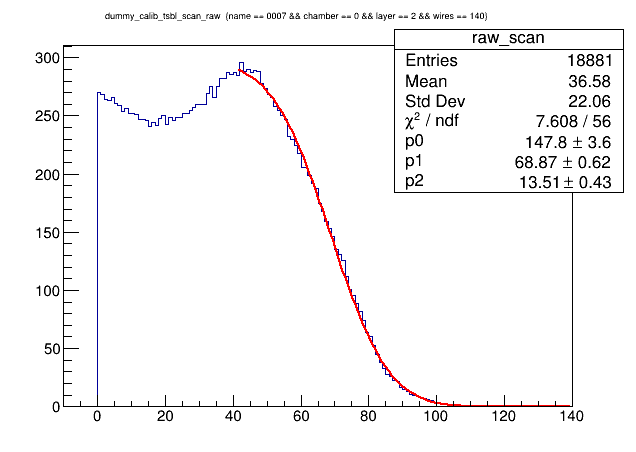 dummy_calib_tsbl_scan_raw (name == 0007 && chamber == 0 && layer == 2 && wires == 140)
raw_scan
Entries 18881
Mean 36.58
Std Dev 22.06
χ² / ndf 7.608 / 56
p0 147.8 ± 3.6
p1 68.87 ± 0.62
p2 13.51 ± 0.43
300
250
200
150
100
50
0
0 20 40 60 80 100 120 140